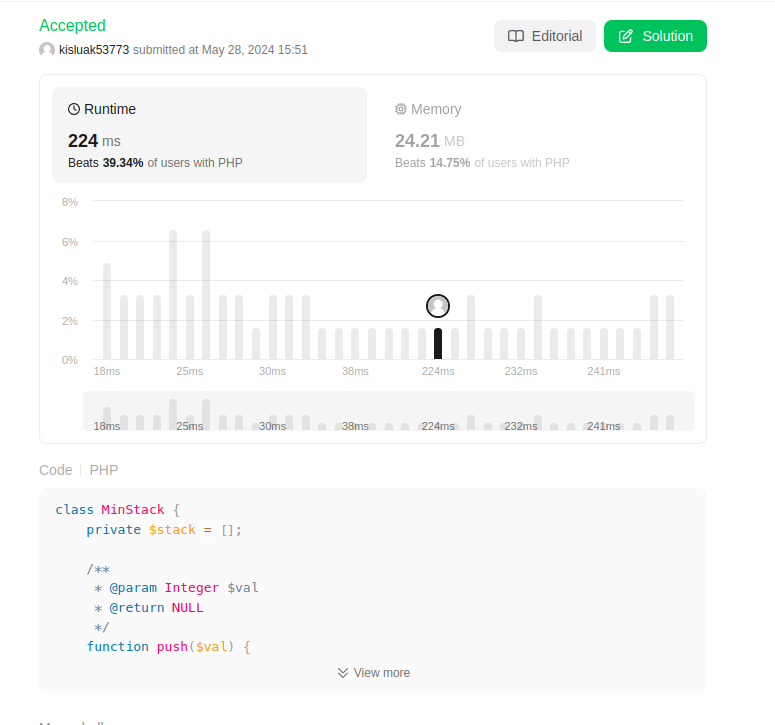 Accepted
kisluak53773 submitted at May 28, 2024 15:51
Editorial
Solution
Runtime
224 ms
Beats 39.34% of users with PHP
Memory
24.21 MB
Beats 14.75% of users with PHP
8%
6%
4%
2%
0%
18ms 25ms 30ms 38ms 224ms 232ms 241ms
18ms 25ms 30ms 38ms 224ms 232ms 241ms
Code PHP
class MinStack {
    private $stack = [];
    /**
     * @param Integer $val
     * @return NULL
     */
    function push($val) {
View more